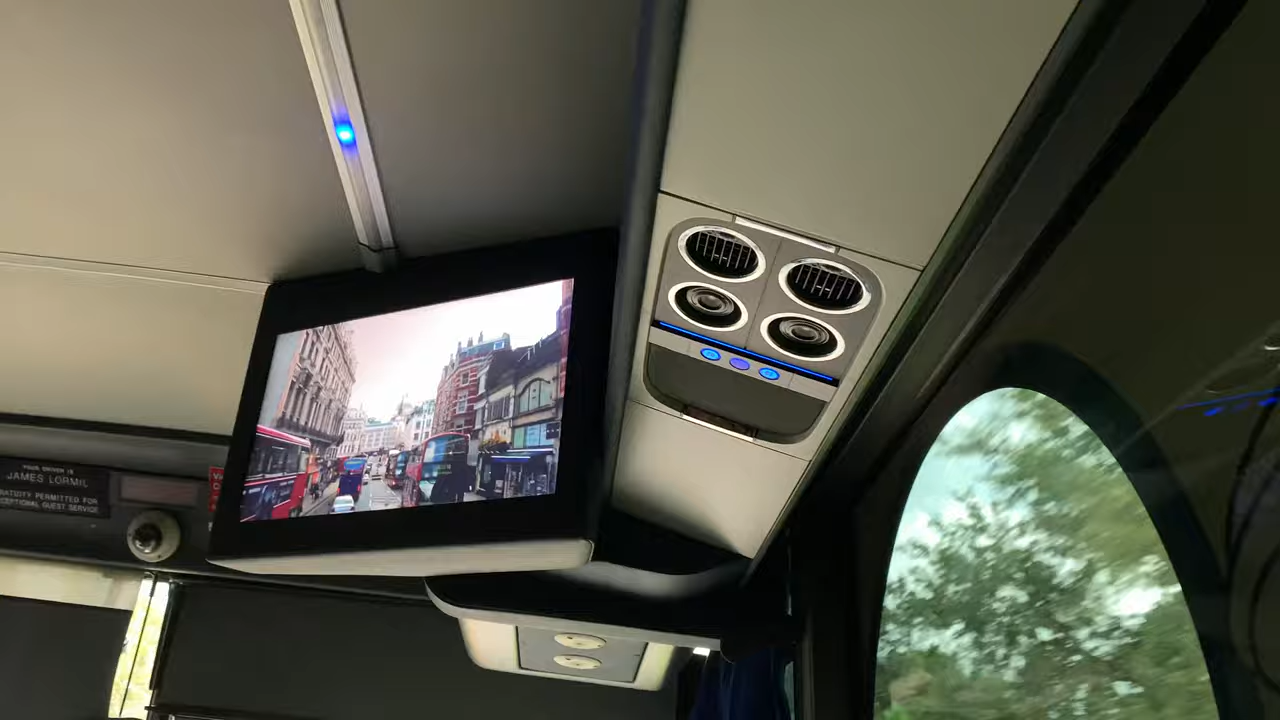 YOUR DRIVER IS
JAMES LORMIL
GRATUITY PERMITTED FOR
EXCEPTIONAL GUEST SERVICE